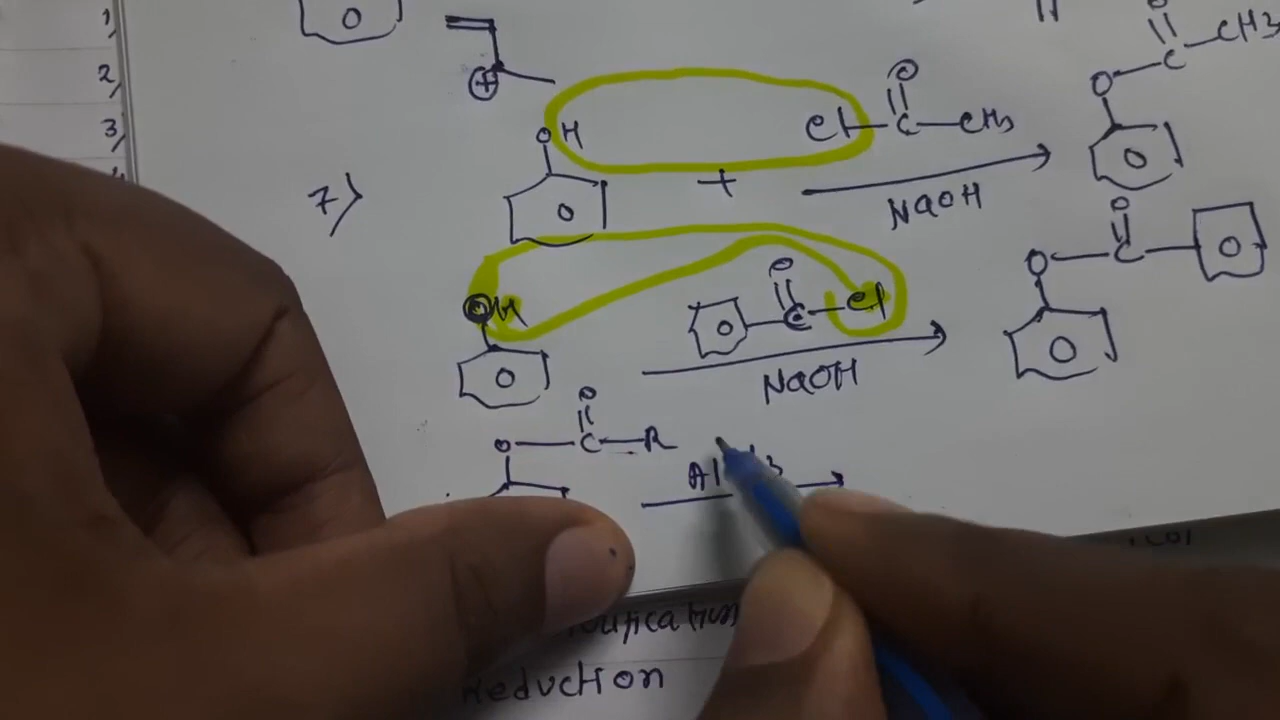 1,
O
2,
+
3,
O
CH3
C
O
O
OH
Cl-C-CH3
O
7)
+
NaOH
O
O
O-C
O
O
O
OH
O
C-Cl
O
NaOH
O
O
O-C-R
Reduction